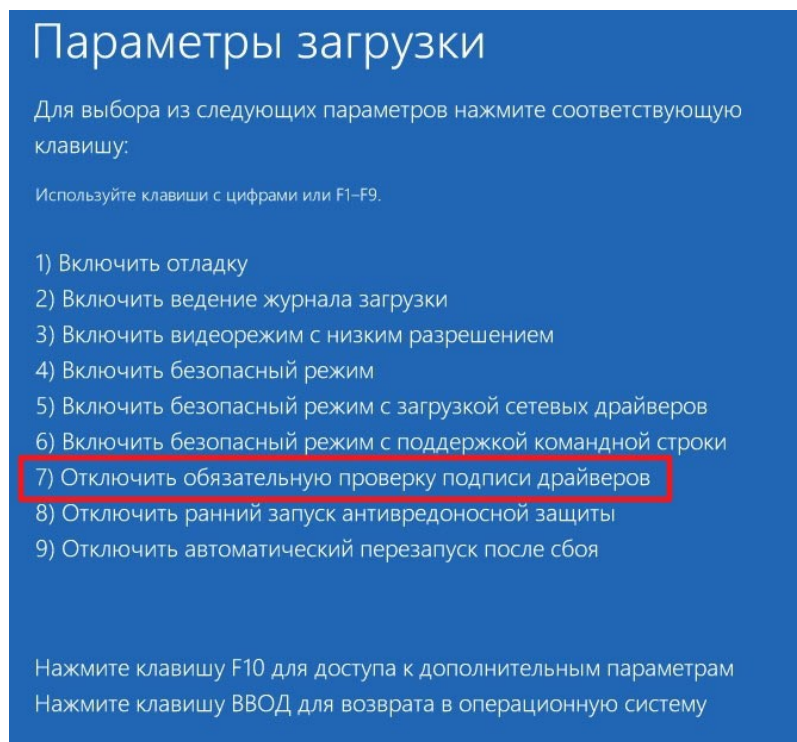 Параметры загрузки
Для выбора из следующих параметров нажмите соответствующую
клавишу:
Используйте клавиши с цифрами или F1–F9.
1) Включить отладку
2) Включить ведение журнала загрузки
3) Включить видеорежим с низким разрешением
4) Включить безопасный режим
5) Включить безопасный режим с загрузкой сетевых драйверов
6) Включить безопасный режим с поддержкой командной строки
7) Отключить обязательную проверку подписи драйверов
8) Отключить ранний запуск антивредоносной защиты
9) Отключить автоматический перезапуск после сбоя
Нажмите клавишу F10 для доступа к дополнительным параметрам
Нажмите клавишу ВВОД для возврата в операционную систему